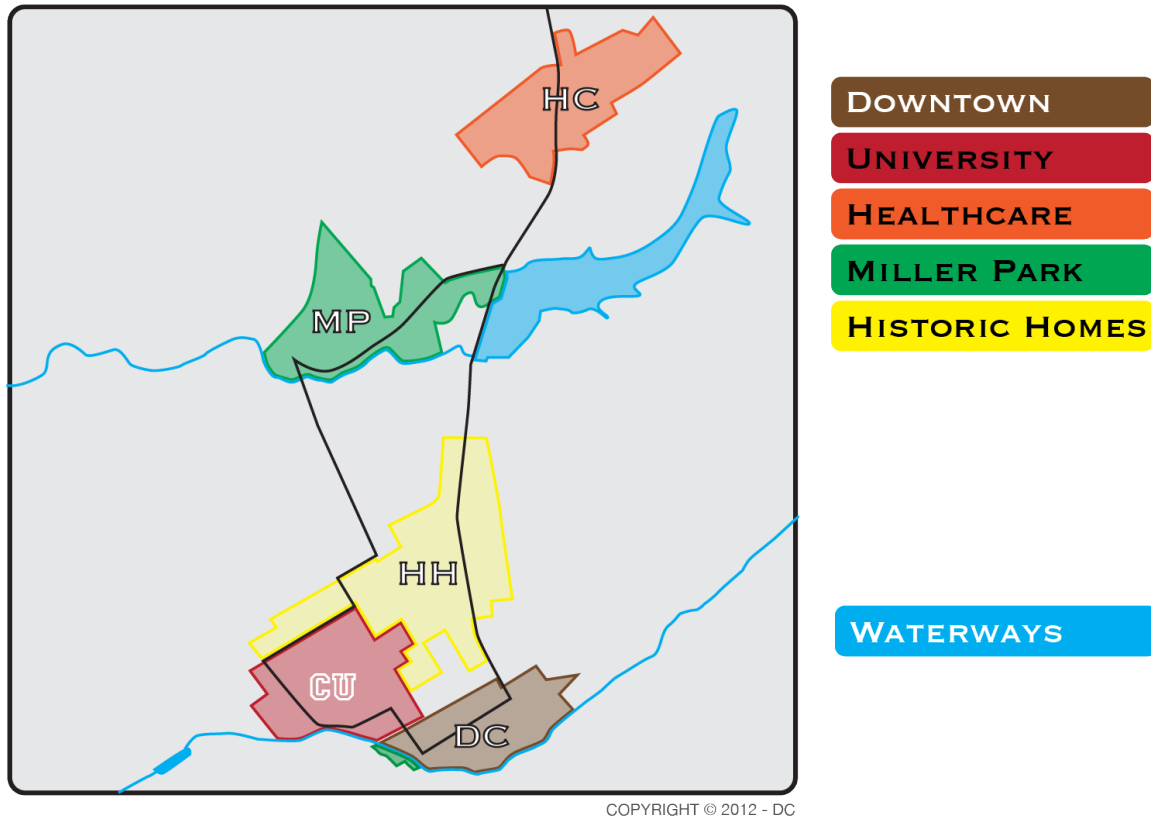 HC
MP
HH
CU
DC
DOWNTOWN
UNIVERSITY
HEALTHCARE
MILLER PARK
HISTORIC HOMES
WATERWAYS
COPYRIGHT © 2012 - DC